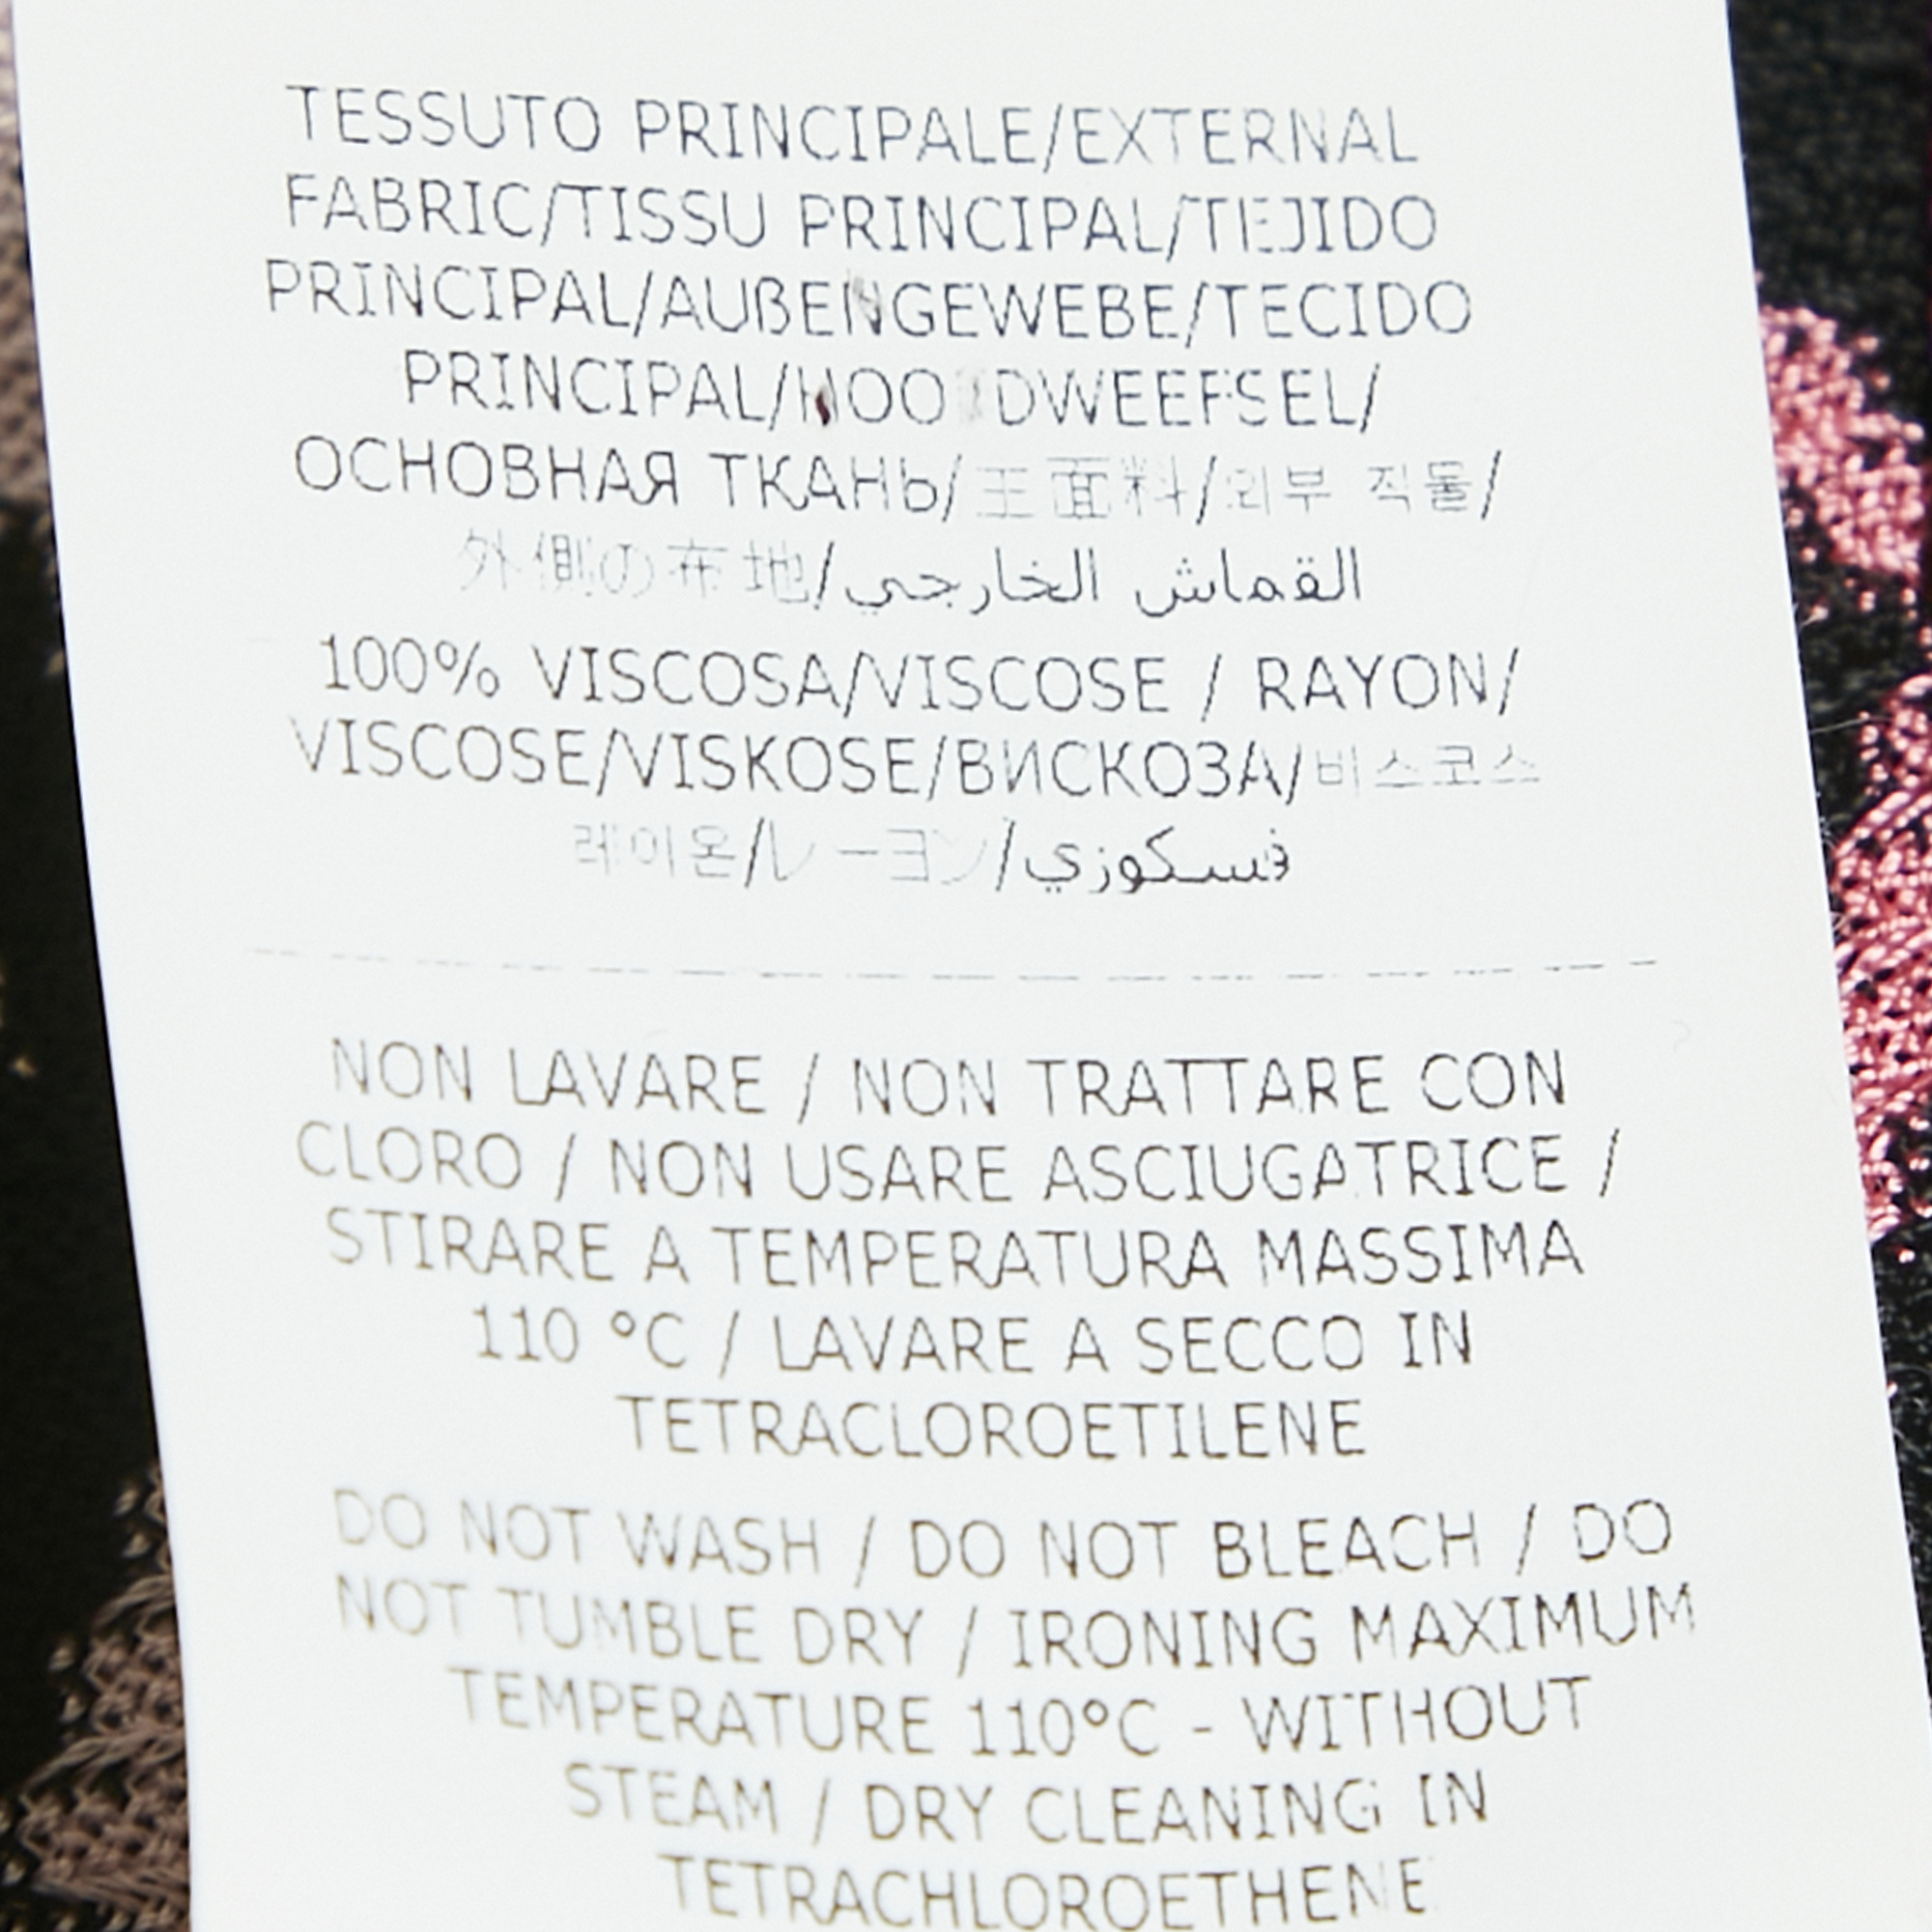 TESSUTO PRINCIPALE/EXTERNAL
FABRIC/TISSU PRINCIPAL/TEJIDO
PRINCIPAL/AUßENGEWEBE/TECIDO
PRINCIPAL/HOO DWEEFSEL/
ОСНОВНАЯ ТКАНЬ/主面料/외부 직물/
外側の布地/القماش الخارجي
100% VISCOSA/VISCOSE / RAYON/
VISCOSE/VISKOSE/ВИСКОЗА/비스코스
레이온/レーヨン/فسكوزي
NON LAVARE / NON TRATTARE CON
CLORO / NON USARE ASCIUGATRICE /
STIRARE A TEMPERATURA MASSIMA
110 °C / LAVARE A SECCO IN
TETRACLOROETILENE
DO NOT WASH / DO NOT BLEACH / DO
NOT TUMBLE DRY / IRONING MAXIMUM
TEMPERATURE 110°C - WITHOUT
STEAM / DRY CLEANING IN
TETRACHLOROETHENE